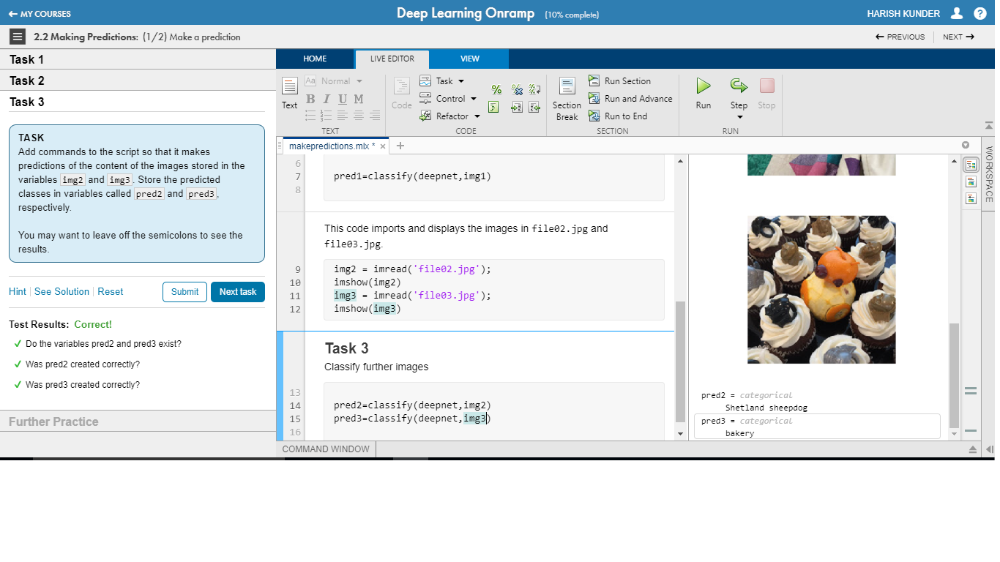 MY COURSES
Deep Learning Onramp (10% complete)
HARISH KUNDER
?
2.2 Making Predictions: (1/2) Make a prediction
PREVIOUS
NEXT
Task 1
Task 2
Task 3
TASK
Add commands to the script so that it makes
predictions of the content of the images stored in the
variables img2 and img3. Store the predicted
classes in variables called pred2 and pred3,
respectively.
You may want to leave off the semicolons to see the
results.
Hint
See Solution
Reset
Submit
Next task
Test Results: Correct!
Do the variables pred2 and pred3 exist?
Was pred2 created correctly?
Was pred3 created correctly?
Further Practice
HOME
LIVE EDITOR
VIEW
Text
Aa Normal
B I U M
TEXT
Code
Task
Control
Refactor
CODE
Section
Break
Run Section
Run and Advance
Run to End
SECTION
Run
Step
Stop
RUN
makepredictions.mlx * × +
6
7 pred1=classify(deepnet,img1)
8
This code imports and displays the images in file02.jpg and
file03.jpg.
9 img2 = imread('file02.jpg');
10 imshow(img2)
11 img3 = imread('file03.jpg');
12 imshow(img3)
Task 3
Classify further images
13
14 pred2=classify(deepnet,img2)
15 pred3=classify(deepnet,img3)
16
pred2 = categorical
Shetland sheepdog
pred3 = categorical
bakery
WORKSPACE
COMMAND WINDOW